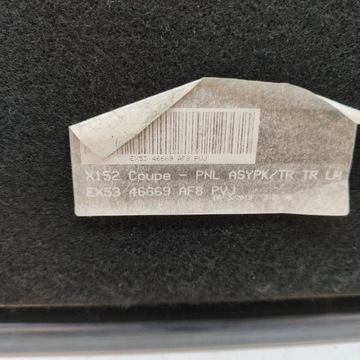 EX53 46669 AF8 PVJ
X152 Coupe - PNL ASYPK/TR TR LH
EX53 46669 AF8 PVJ